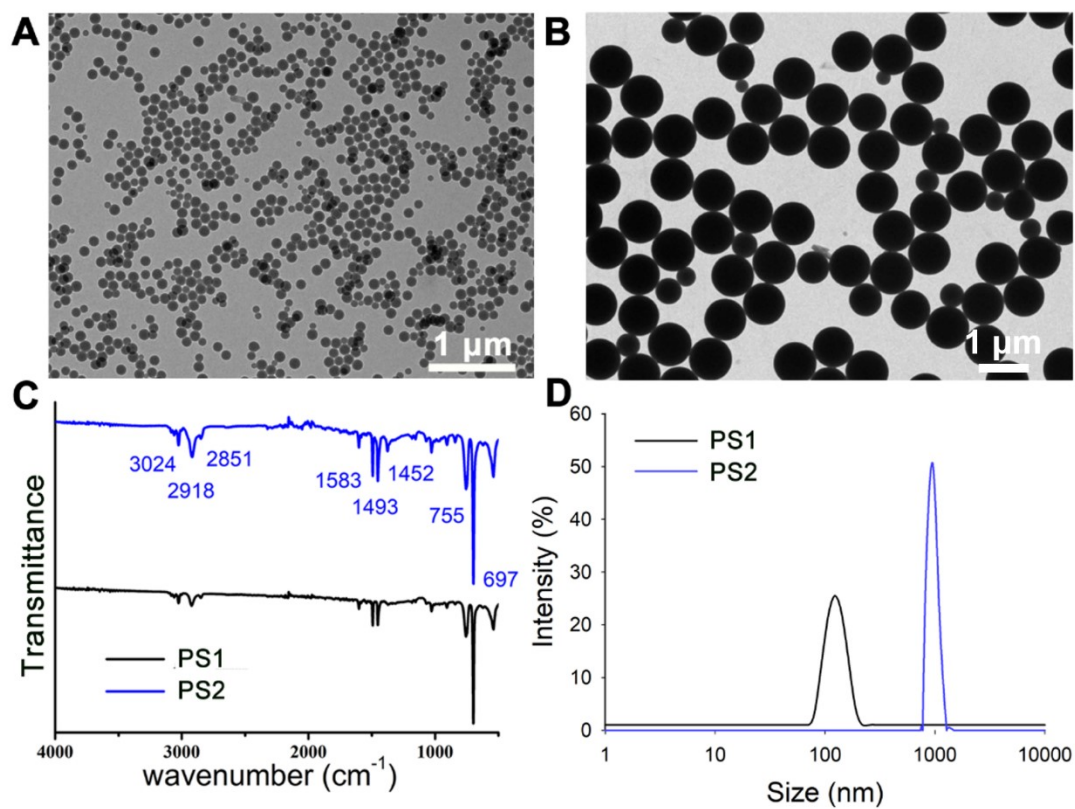 A
1 μm
B
1 μm
C
Transmittance
3024
2918
2851
1583
1493
1452
755
697
PS1
PS2
4000
3000
2000
1000
wavenumber (cm-1)
D
Intensity (%)
60
50
40
30
20
10
0
PS1
PS2
1
10
100
1000
10000
Size (nm)